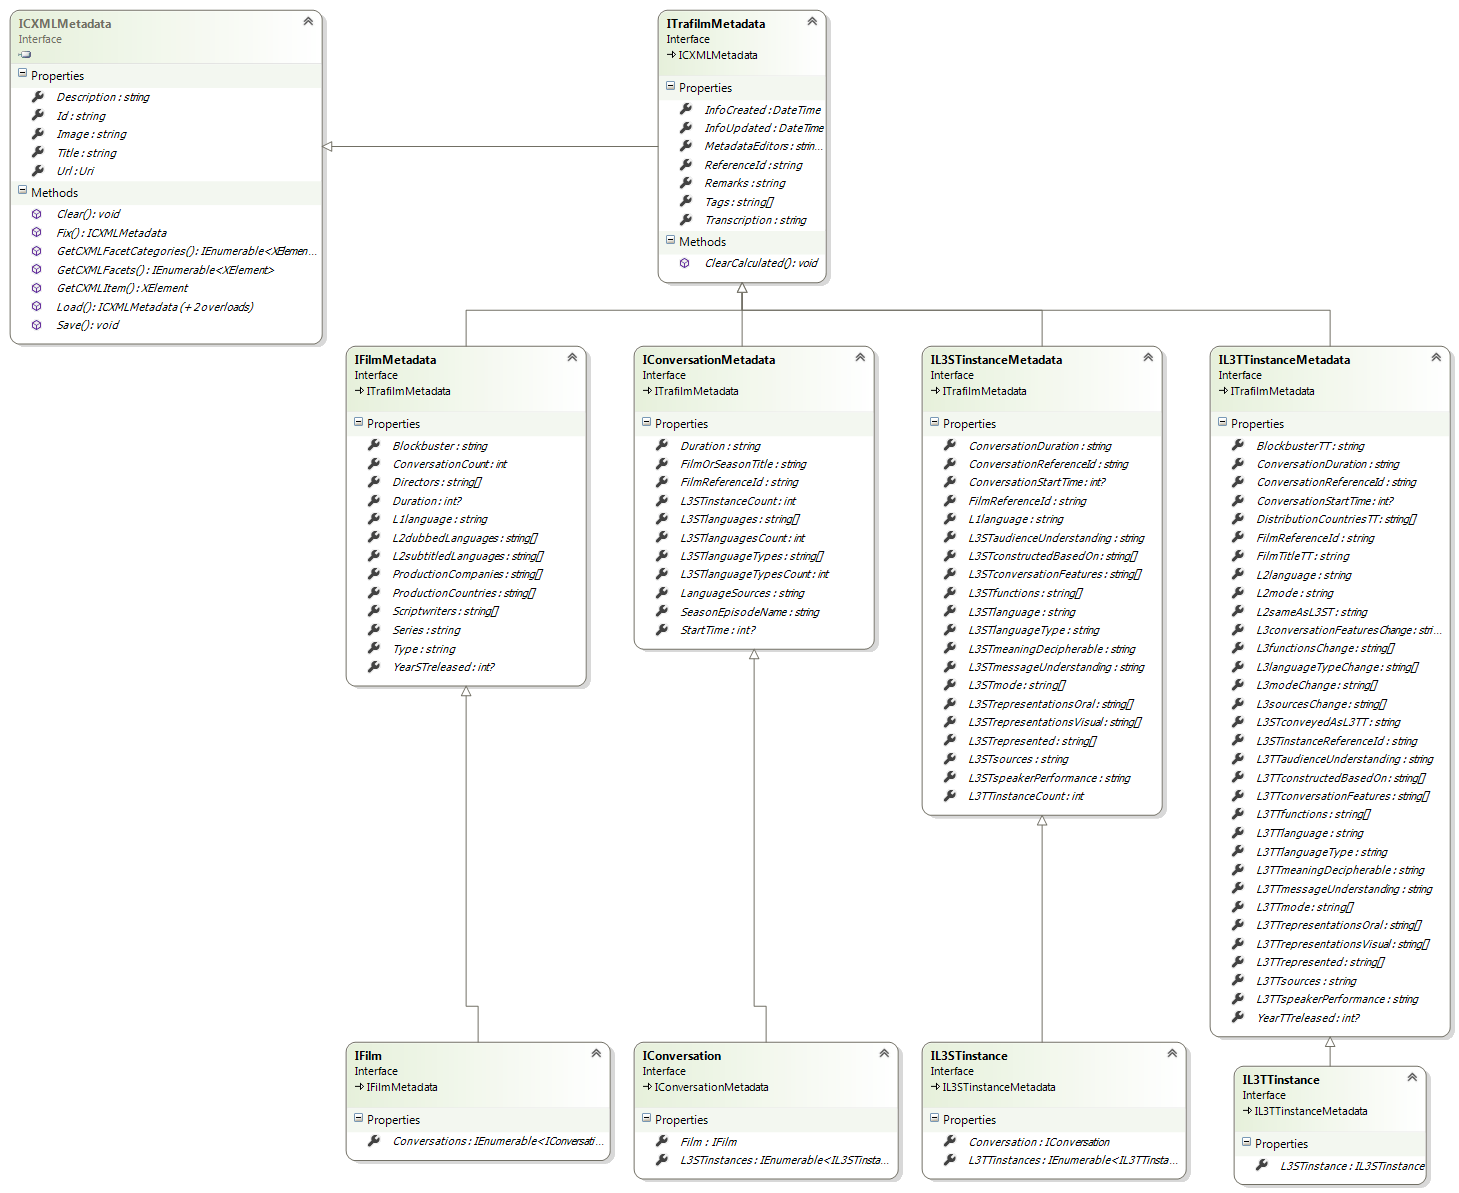 ICXMLMetadata
Interface
Properties
Description : string
Id : string
Image : string
Title : string
Url : Uri
Methods
Clear() : void
Fix() : ICXMLMetadata
GetCXMLFacetCategories() : IEnumerable<XElemen...
GetCXMLFacets() : IEnumerable<XElement>
GetCXMLItem() : XElement
Load() : ICXMLMetadata (+ 2 overloads)
Save() : void
ITrafilmMetadata
Interface
ICXMLMetadata
Properties
InfoCreated : DateTime
InfoUpdated : DateTime
MetadataEditors : strin...
ReferenceId : string
Remarks : string
Tags : string[]
Transcription : string
Methods
ClearCalculated() : void
IFilmMetadata
Interface
ITrafilmMetadata
Properties
Blockbuster : string
ConversationCount : int
Directors : string[]
Duration : int?
L1language : string
L2dubbedLanguages : string[]
L2subtitledLanguages : string[]
ProductionCompanies : string[]
ProductionCountries : string[]
Scriptwriters : string[]
Series : string
Type : string
YearSTreleased : int?
IConversationMetadata
Interface
ITrafilmMetadata
Properties
Duration : string
FilmOrSeasonTitle : string
FilmReferenceId : string
L3STinstanceCount : int
L3STlanguages : string[]
L3STlanguagesCount : int
L3STlanguageTypes : string[]
L3STlanguageTypesCount : int
LanguageSources : string
SeasonEpisodeName : string
StartTime : int?
IL3STinstanceMetadata
Interface
ITrafilmMetadata
Properties
ConversationDuration : string
ConversationReferenceId : string
ConversationStartTime : int?
FilmReferenceId : string
L1language : string
L3STaudienceUnderstanding : string
L3STconstructedBasedOn : string[]
L3STconversationFeatures : string[]
L3STfunctions : string[]
L3STlanguage : string
L3STlanguageType : string
L3STmeaningDecipherable : string
L3STmessageUnderstanding : string
L3STmode : string[]
L3STrepresentationsOral : string[]
L3STrepresentationsVisual : string[]
L3STrepresented : string[]
L3STsources : string
L3STspeakerPerformance : string
L3TTinstanceCount : int
IL3TTinstanceMetadata
Interface
ITrafilmMetadata
Properties
BlockbusterTT : string
ConversationDuration : string
ConversationReferenceId : string
ConversationStartTime : int?
DistributionCountriesTT : string[]
FilmReferenceId : string
FilmTitleTT : string
L2language : string
L2mode : string
L2sameAsL3ST : string
L3conversationFeaturesChange : stri...
L3functionsChange : string[]
L3languageTypeChange : string[]
L3modeChange : string[]
L3sourcesChange : string[]
L3STconveyedAsL3TT : string
L3STinstanceReferenceId : string
L3TTaudienceUnderstanding : string
L3TTconstructedBasedOn : string[]
L3TTconversationFeatures : string[]
L3TTfunctions : string[]
L3TTlanguage : string
L3TTlanguageType : string
L3TTmeaningDecipherable : string
L3TTmessageUnderstanding : string
L3TTmode : string[]
L3TTrepresentationsOral : string[]
L3TTrepresentationsVisual : string[]
L3TTrepresented : string[]
L3TTsources : string
L3TTspeakerPerformance : string
YearTTreleased : int?
IFilm
Interface
IFilmMetadata
Properties
Conversations : IEnumerable<IConversati...
IConversation
Interface
IConversationMetadata
Properties
Film : IFilm
L3STinstances : IEnumerable<IL3STinsta...
IL3STinstance
Interface
IL3STinstanceMetadata
Properties
Conversation : IConversation
L3TTinstances : IEnumerable<IL3TTinsta...
IL3TTinstance
Interface
IL3TTinstanceMetadata
Properties
L3STinstance : IL3STinstance